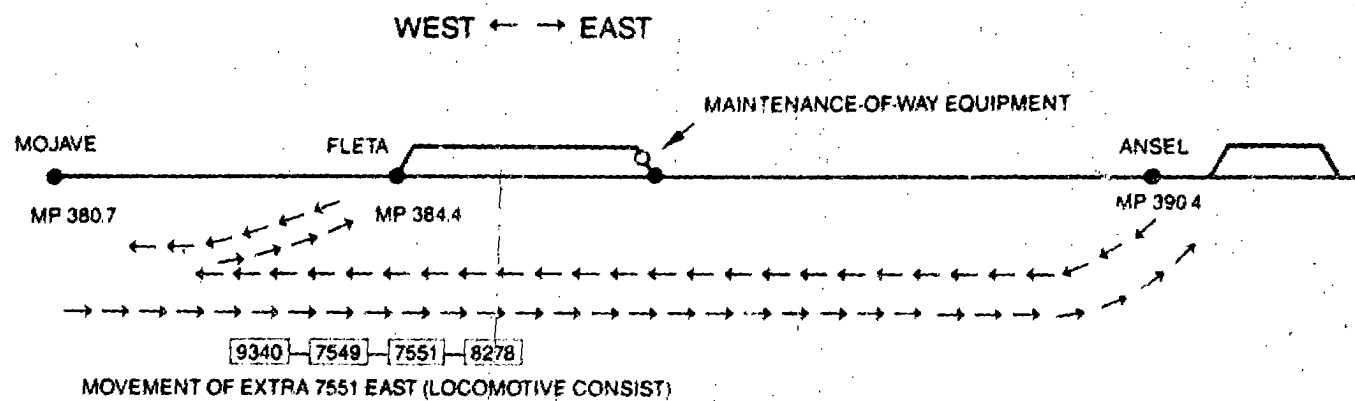 WEST ← → EAST
MAINTENANCE-OF-WAY EQUIPMENT
MOJAVE
FLETA
ANSEL
MP 380.7
MP 384.4
MP 390.4
9340 7549 7551 8278
MOVEMENT OF EXTRA 7551 EAST (LOCOMOTIVE CONSIST)